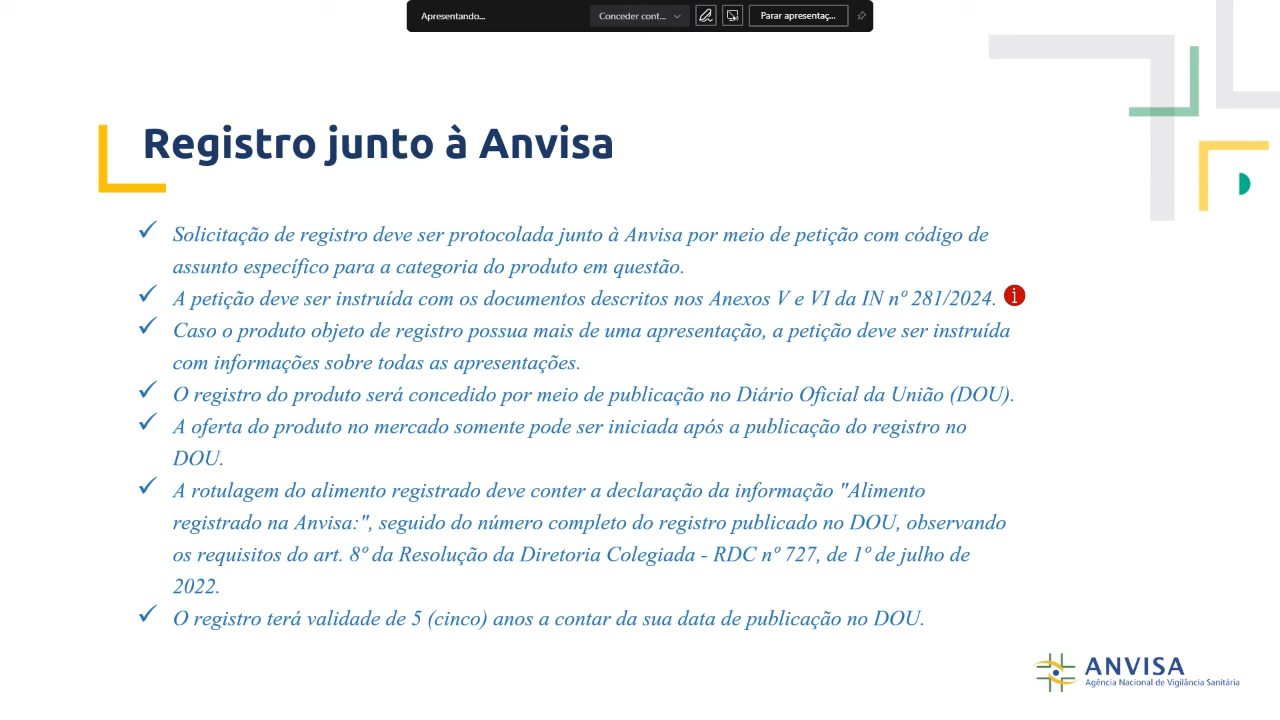 Apresentando...
Conceder cont...
Parar apresentaç...
Registro junto à Anvisa
✓ Solicitação de registro deve ser protocolada junto à Anvisa por meio de petição com código de
assunto específico para a categoria do produto em questão.
✓ A petição deve ser instruída com os documentos descritos nos Anexos V e VI da IN nº 281/2024.
✓ Caso o produto objeto de registro possua mais de uma apresentação, a petição deve ser instruída
com informações sobre todas as apresentações.
✓ O registro do produto será concedido por meio de publicação no Diário Oficial da União (DOU).
✓ A oferta do produto no mercado somente pode ser iniciada após a publicação do registro no
DOU.
✓ A rotulagem do alimento registrado deve conter a declaração da informação "Alimento
registrado na Anvisa:", seguido do número completo do registro publicado no DOU, observando
os requisitos do art. 8º da Resolução da Diretoria Colegiada - RDC nº 727, de 1º de julho de
2022.
✓ O registro terá validade de 5 (cinco) anos a contar da sua data de publicação no DOU.
ANVISA
Agência Nacional de Vigilância Sanitária